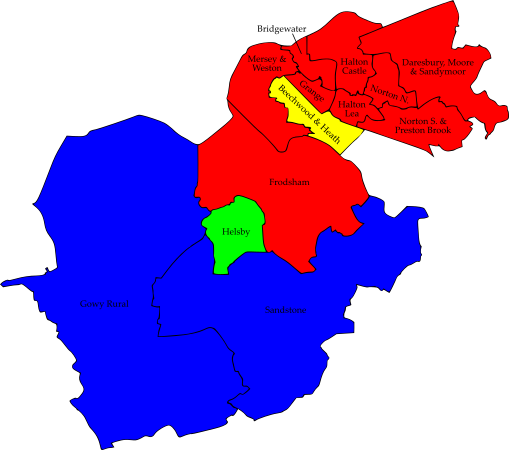 Bridgewater
Mersey &
Weston
Halton
Castle
Daresbury, Moore
& Sandymoor
Grange
Norton N.
Beechwood & Heath
Halton
Lea
Norton S. &
Preston Brook
Frodsham
Helsby
Gowy Rural
Sandstone